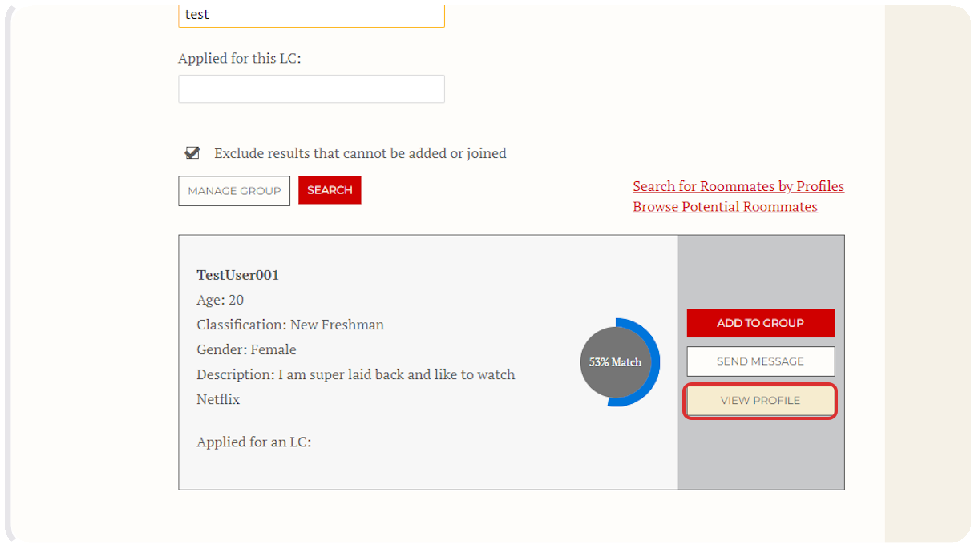 test
Applied for this LC:
Exclude results that cannot be added or joined
MANAGE GROUP
SEARCH
Search for Roommates by Profiles
Browse Potential Roommates
TestUser001
Age: 20
Classification: New Freshman
Gender: Female
Description: I am super laid back and like to watch
Netflix
Applied for an LC:
53% Match
ADD TO GROUP
SEND MESSAGE
VIEW PROFILE